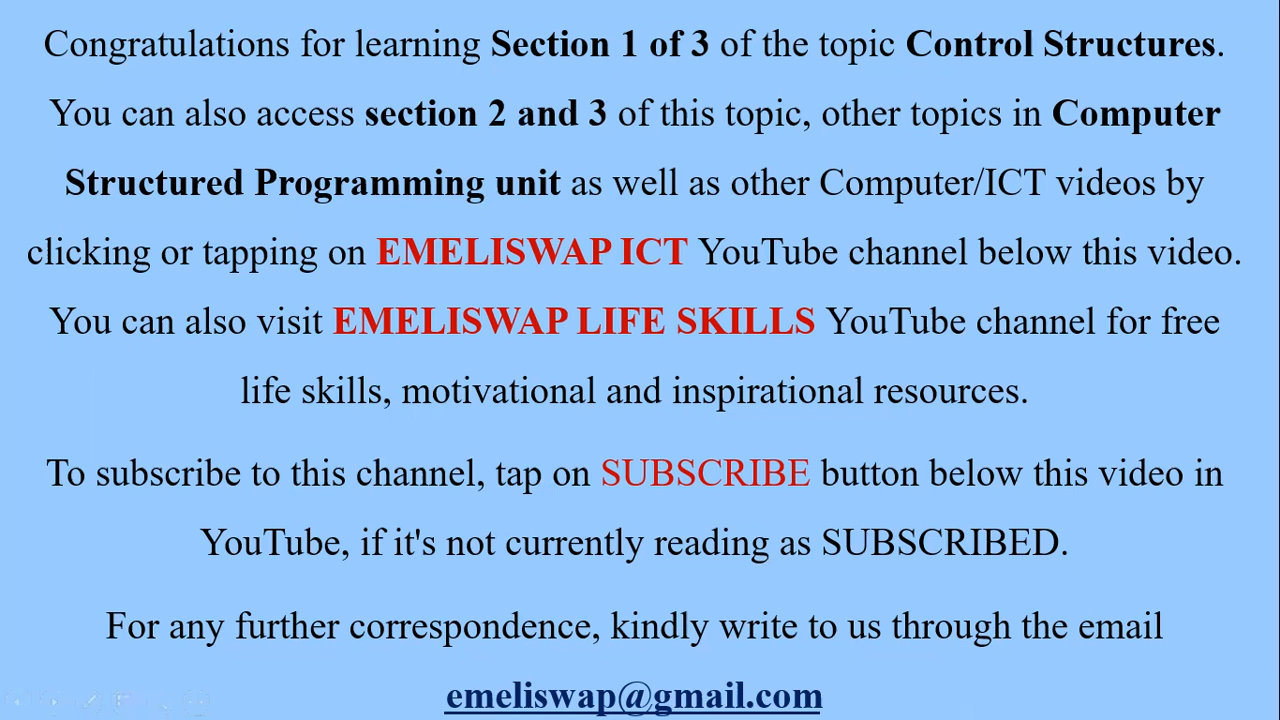 Congratulations for learning Section 1 of 3 of the topic Control Structures.
You can also access section 2 and 3 of this topic, other topics in Computer
Structured Programming unit as well as other Computer/ICT videos by
clicking or tapping on EMELISWAP ICT YouTube channel below this video.
You can also visit EMELISWAP LIFE SKILLS YouTube channel for free
life skills, motivational and inspirational resources.
To subscribe to this channel, tap on SUBSCRIBE button below this video in
YouTube, if it's not currently reading as SUBSCRIBED.
For any further correspondence, kindly write to us through the email
emeliswap@gmail.com